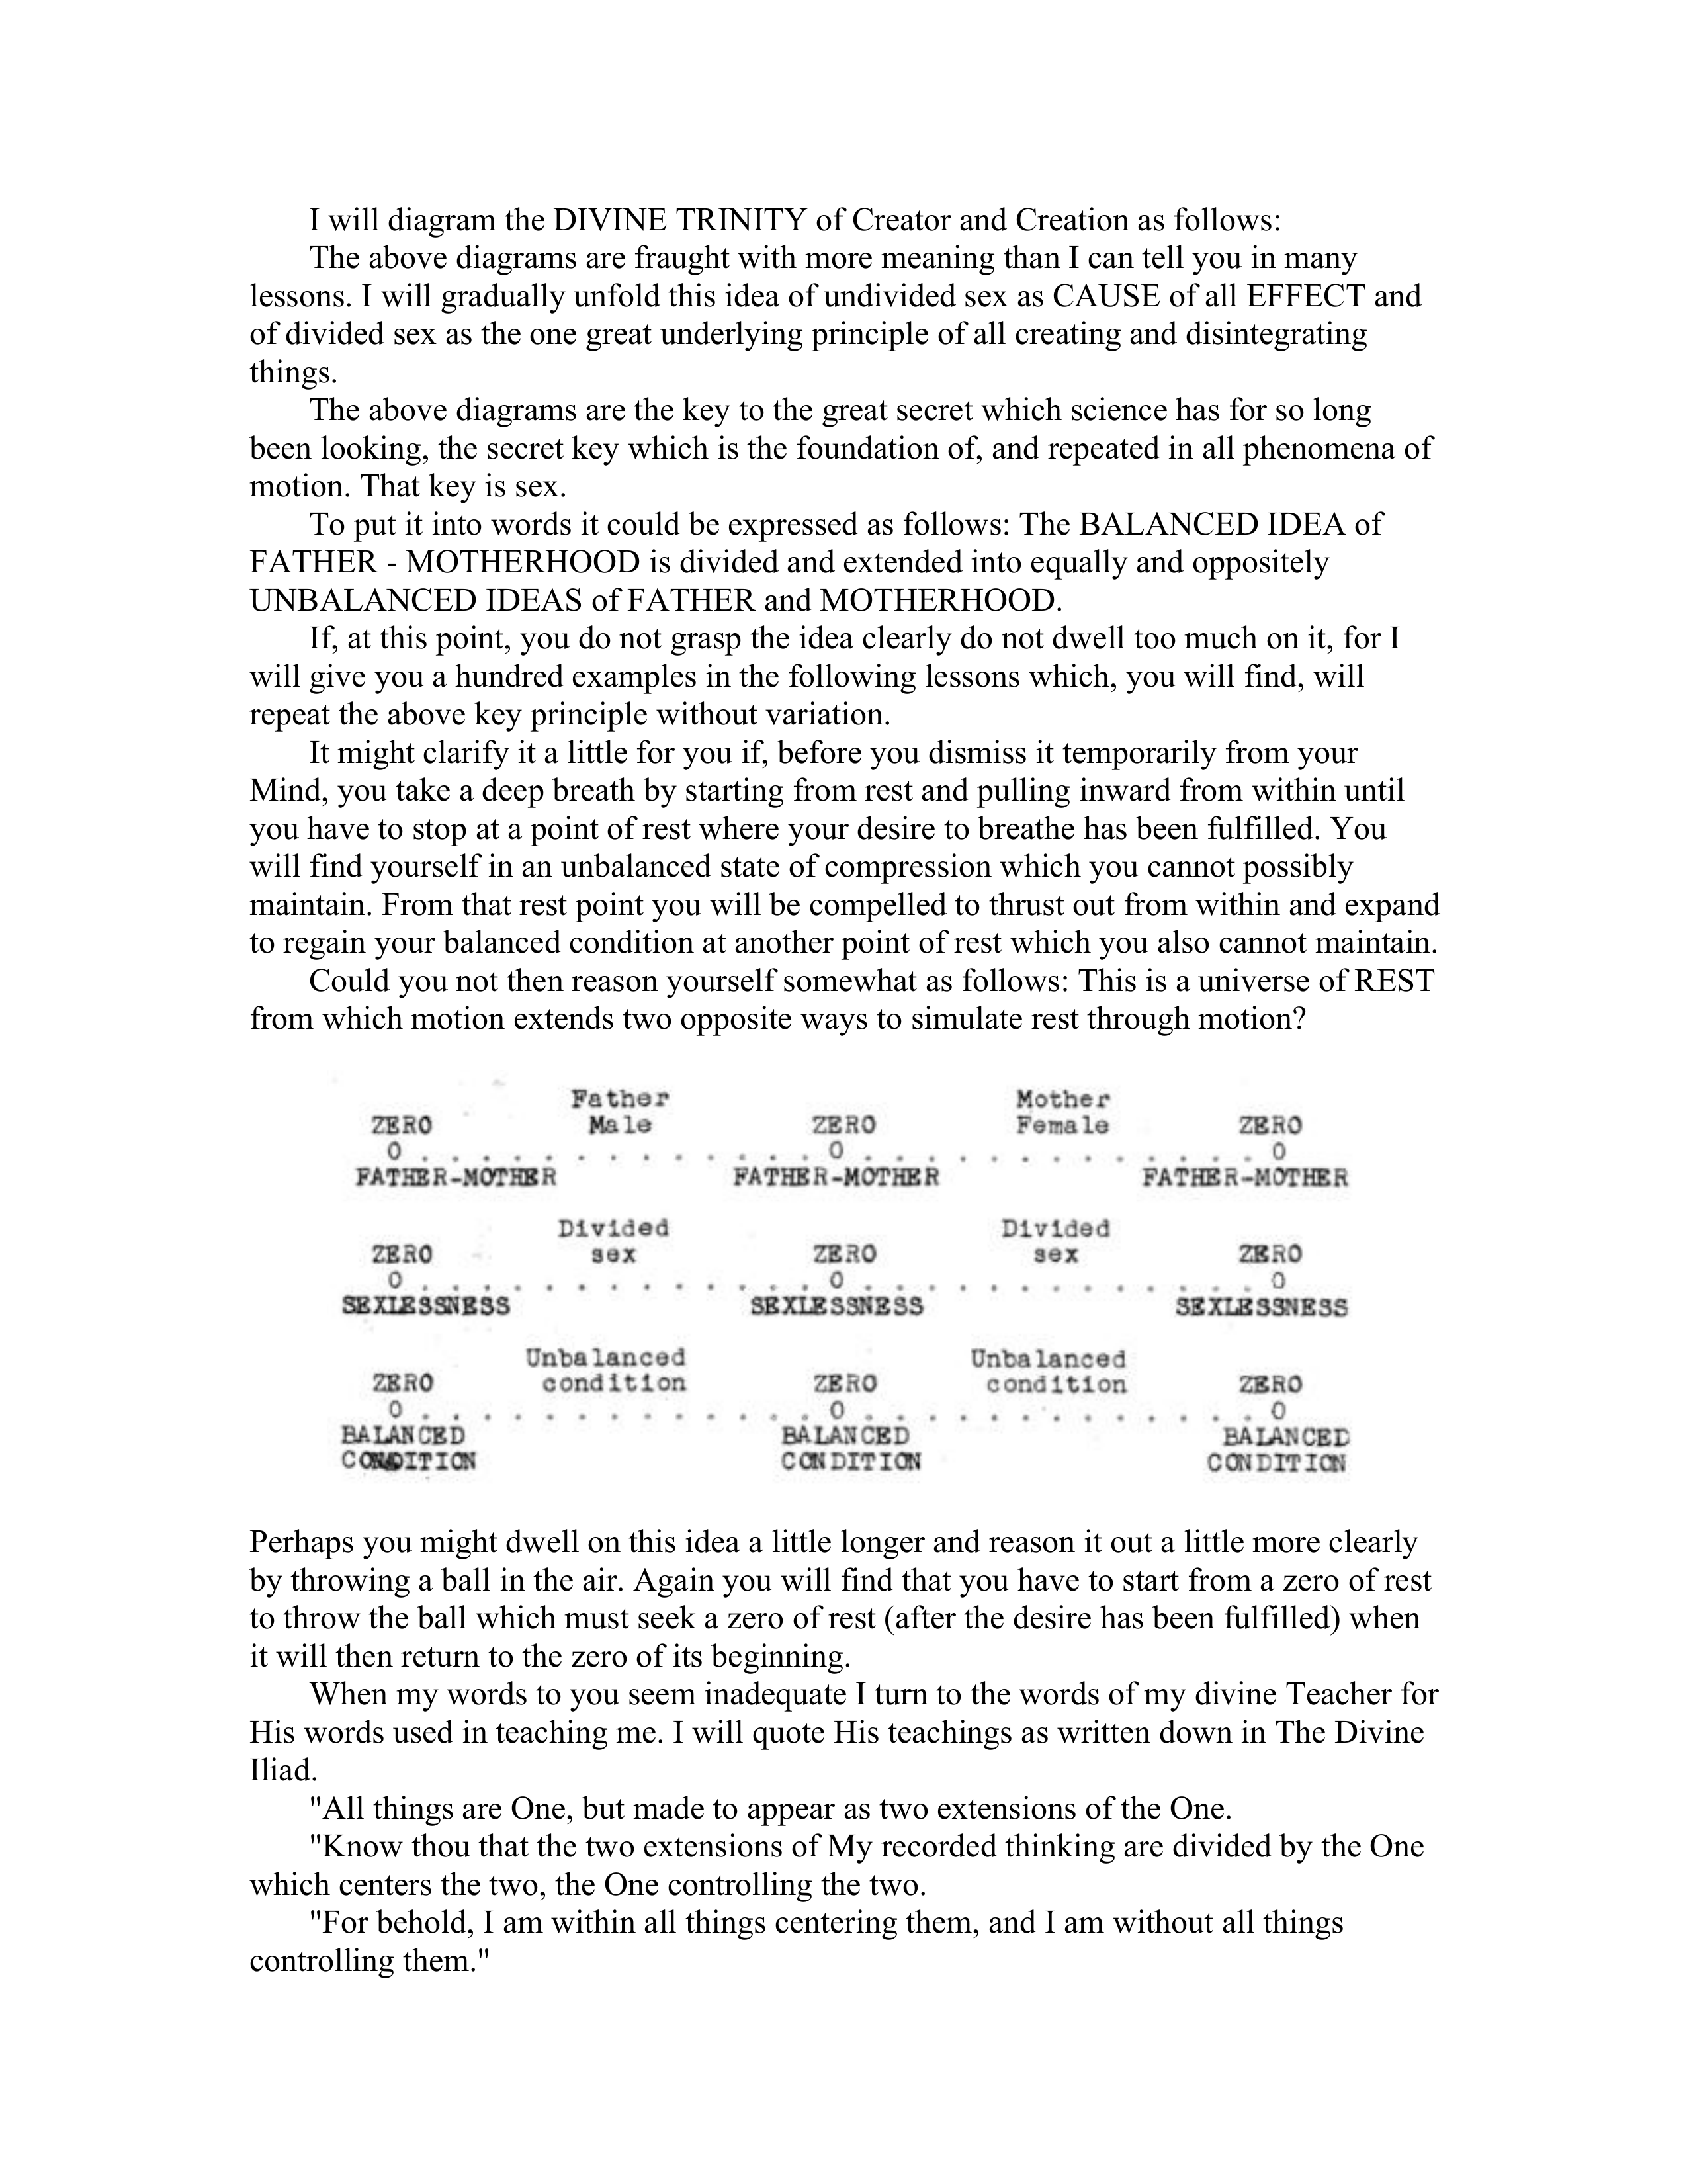 I will diagram the DIVINE TRINITY of Creator and Creation as follows:
The above diagrams are fraught with more meaning than I can tell you in many
lessons. I will gradually unfold this idea of undivided sex as CAUSE of all EFFECT and
of divided sex as the one great underlying principle of all creating and disintegrating
things.
The above diagrams are the key to the great secret which science has for so long
been looking, the secret key which is the foundation of, and repeated in all phenomena of
motion. That key is sex.
To put it into words it could be expressed as follows: The BALANCED IDEA of
FATHER - MOTHERHOOD is divided and extended into equally and oppositely
UNBALANCED IDEAS of FATHER and MOTHERHOOD.
If, at this point, you do not grasp the idea clearly do not dwell too much on it, for I
will give you a hundred examples in the following lessons which, you will find, will
repeat the above key principle without variation.
It might clarify it a little for you if, before you dismiss it temporarily from your
Mind, you take a deep breath by starting from rest and pulling inward from within until
you have to stop at a point of rest where your desire to breathe has been fulfilled. You
will find yourself in an unbalanced state of compression which you cannot possibly
maintain. From that rest point you will be compelled to thrust out from within and expand
to regain your balanced condition at another point of rest which you also cannot maintain.
Could you not then reason yourself somewhat as follows: This is a universe of REST
from which motion extends two opposite ways to simulate rest through motion?
Father Mother
ZERO Male ZERO Female ZERO
0 . . . . . . . . . . . . . 0 . . . . . . . . . . . . . 0
FATHER-MOTHER FATHER-MOTHER FATHER-MOTHER
Divided Divided
ZERO sex ZERO sex ZERO
0 . . . . . . . . . . . . . 0 . . . . . . . . . . . . . 0
SEXLESSNESS SEXLESSNESS SEXLESSNESS
Unbalanced Unbalanced
ZERO condition ZERO condition ZERO
0 . . . . . . . . . . . . . 0 . . . . . . . . . . . . . 0
BALANCED BALANCED BALANCED
CONDITION CONDITION CONDITION
Perhaps you might dwell on this idea a little longer and reason it out a little more clearly
by throwing a ball in the air. Again you will find that you have to start from a zero of rest
to throw the ball which must seek a zero of rest (after the desire has been fulfilled) when
it will then return to the zero of its beginning.
When my words to you seem inadequate I turn to the words of my divine Teacher for
His words used in teaching me. I will quote His teachings as written down in The Divine
Iliad.
"All things are One, but made to appear as two extensions of the One.
"Know thou that the two extensions of My recorded thinking are divided by the One
which centers the two, the One controlling the two.
"For behold, I am within all things centering them, and I am without all things
controlling them."